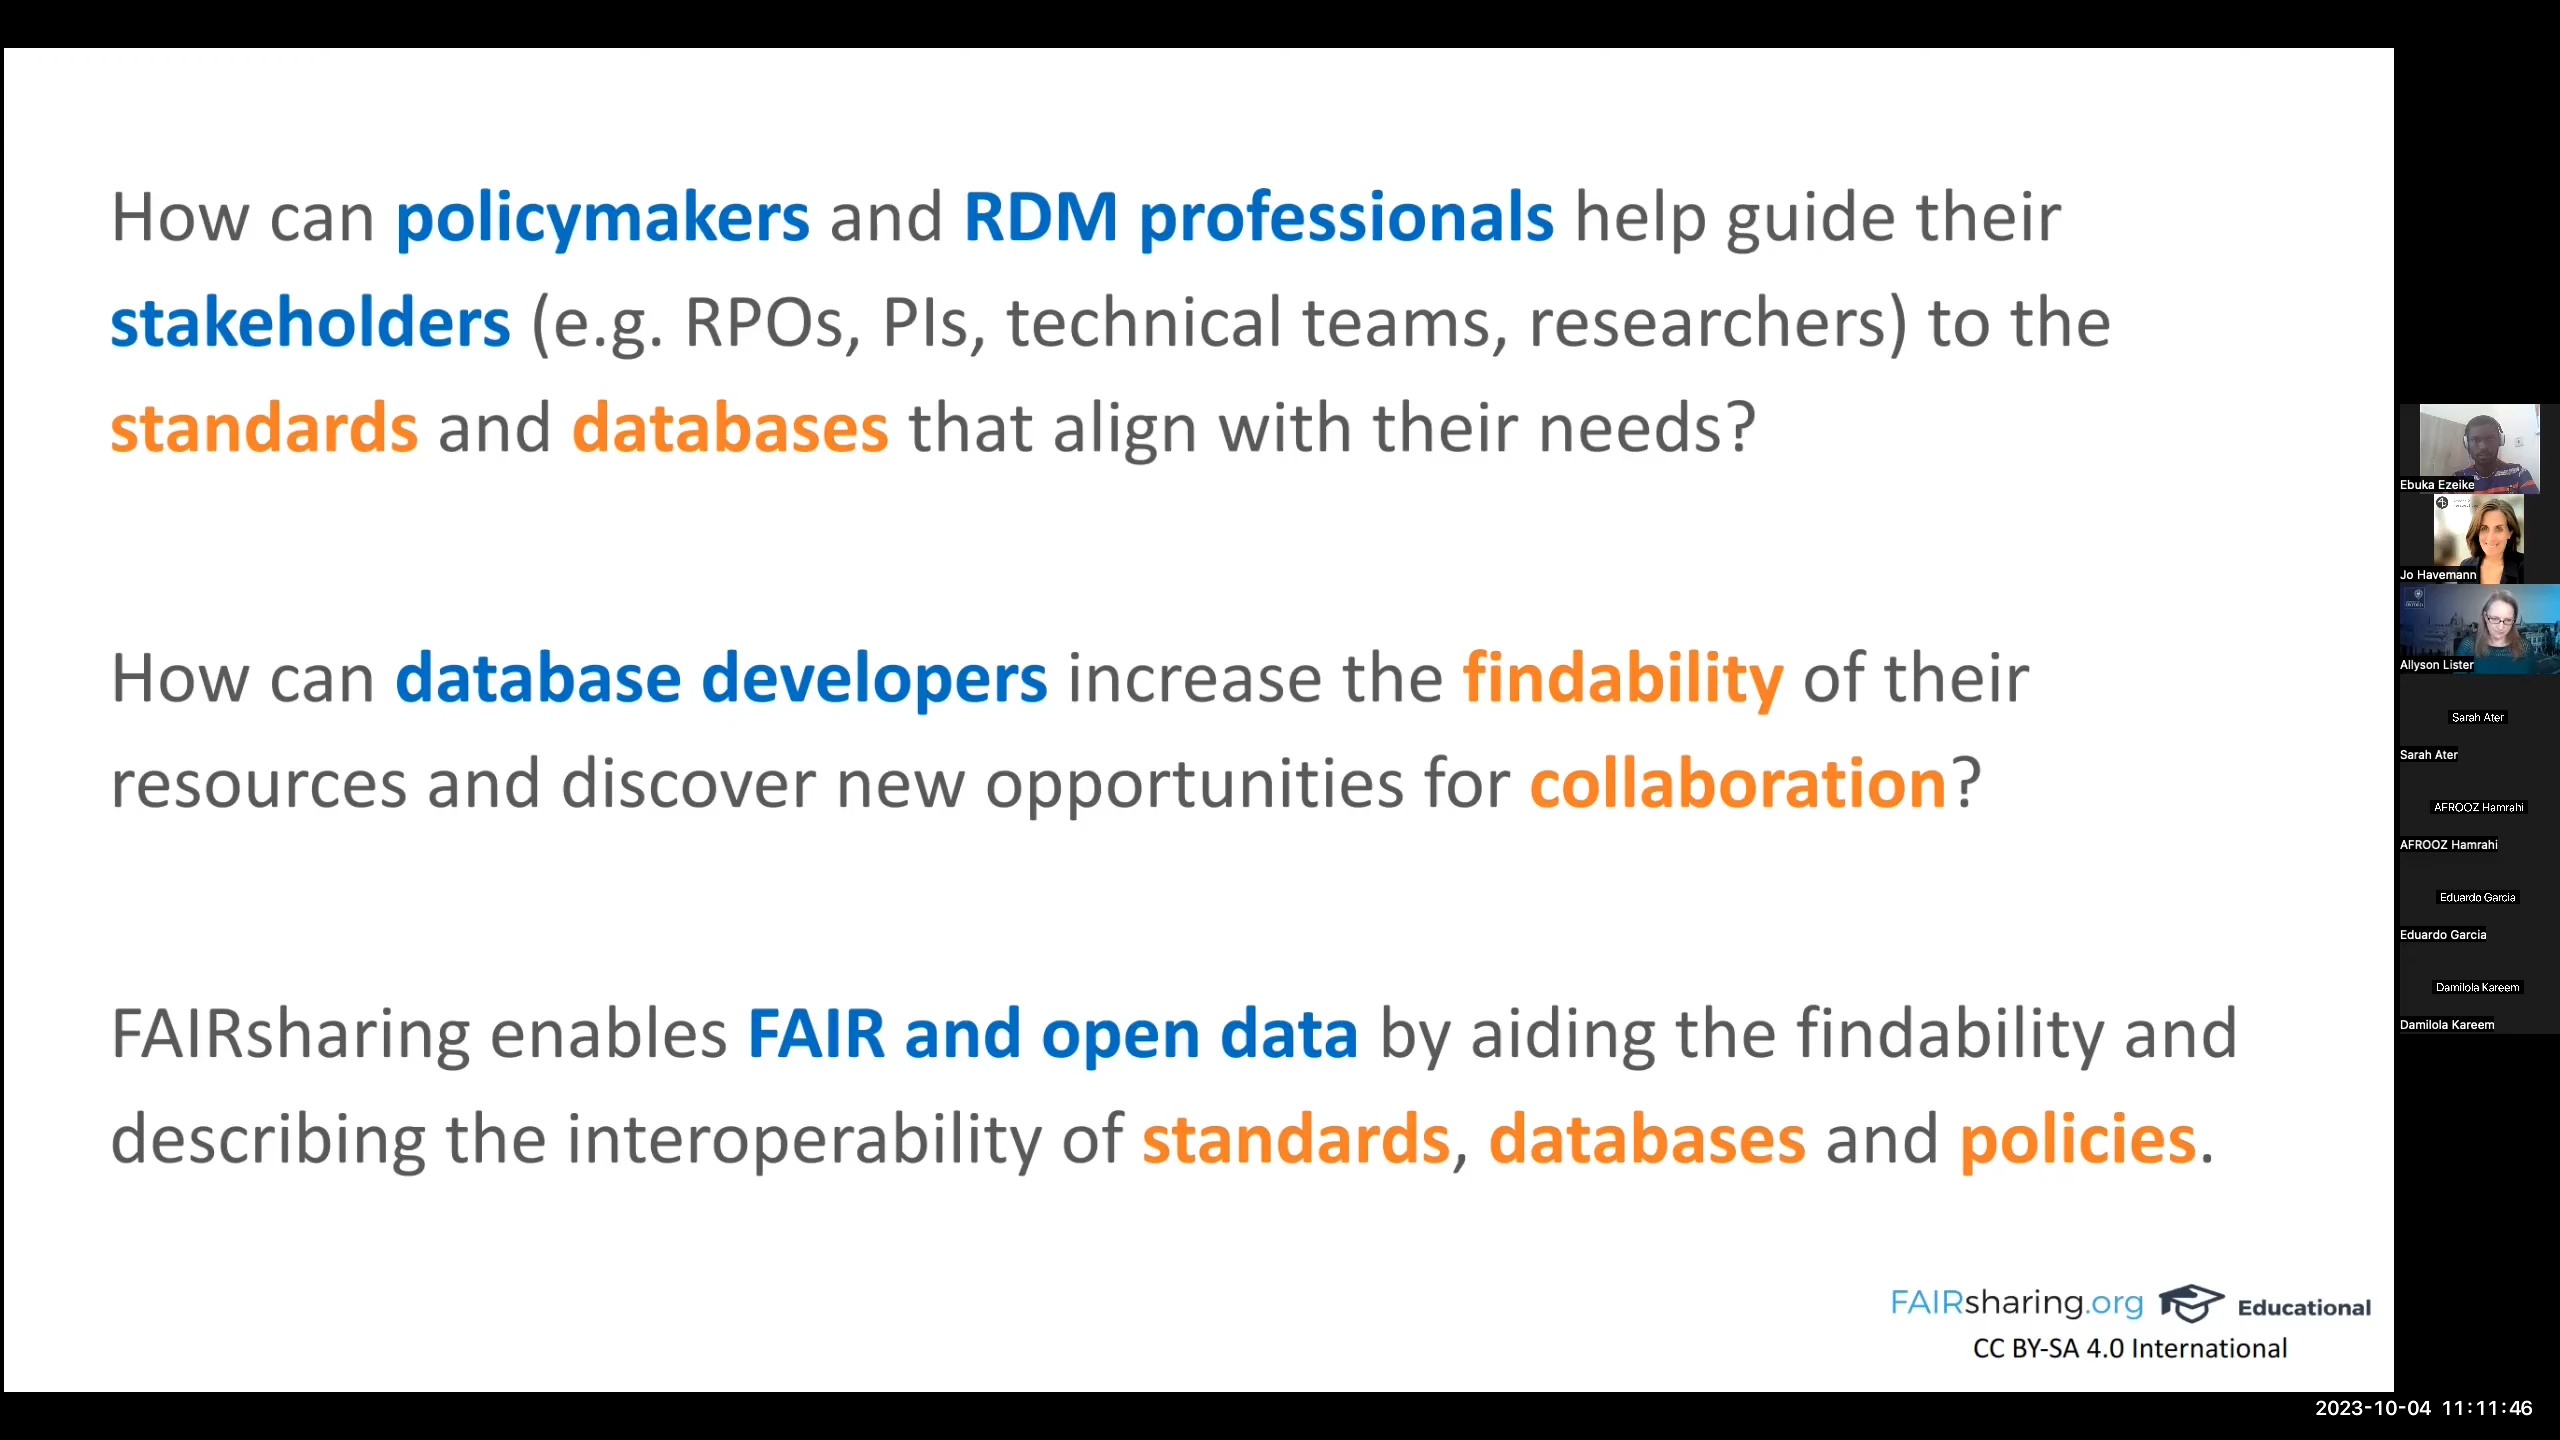 How can policymakers and RDM professionals help guide their
stakeholders (e.g. RPOs, PIs, technical teams, researchers) to the
standards and databases that align with their needs?
How can database developers increase the findability of their
resources and discover new opportunities for collaboration?
FAIRsharing enables FAIR and open data by aiding the findability and
describing the interoperability of standards, databases and policies.
FAIRsharing.org Educational
CC BY-SA 4.0 International
Ebuka Ezeike
Jo Havemann
Allyson Lister
Sarah Ater
Sarah Ater
AFROOZ Hamrahi
AFROOZ Hamrahi
Eduardo Garcia
Eduardo Garcia
Damilola Kareem
Damilola Kareem
2023-10-04 11:11:46